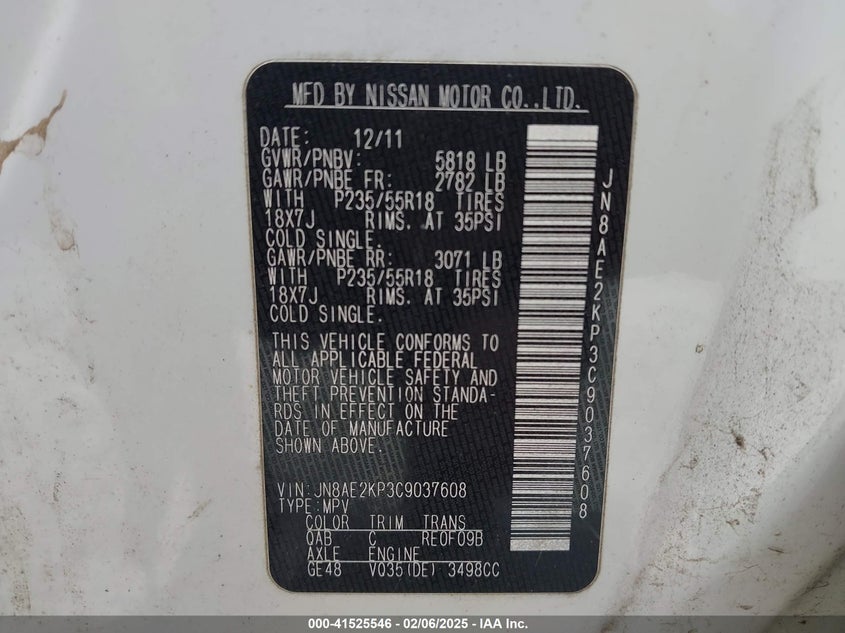 MFD BY NISSAN MOTOR CO.,LTD.
DATE: 12/11
GVWR/PNBV: 5818 LB
GAWR/PNBE FR: 2782 LB
WITH P235/55R18 TIRES
18X7J RIMS. AT 35PSI
COLD SINGLE.
GAWR/PNBE RR: 3071 LB
WITH P235/55R18 TIRES
18X7J RIMS. AT 35PSI
COLD SINGLE.
THIS VEHICLE CONFORMS TO
ALL APPLICABLE FEDERAL
MOTOR VEHICLE SAFETY AND
THEFT PREVENTION STANDA-
RDS IN EFFECT ON THE
DATE OF MANUFACTURE
SHOWN ABOVE.
VIN:JN8AE2KP3C9037608
TYPE:MPV
COLOR TRIM TRANS
QAB C RE0F09B
AXLE ENGINE
GE48 VQ35(DE) 3498CC
JN8AE2KP3C9037608
000-41525546 — 02/06/2025 — IAA Inc.